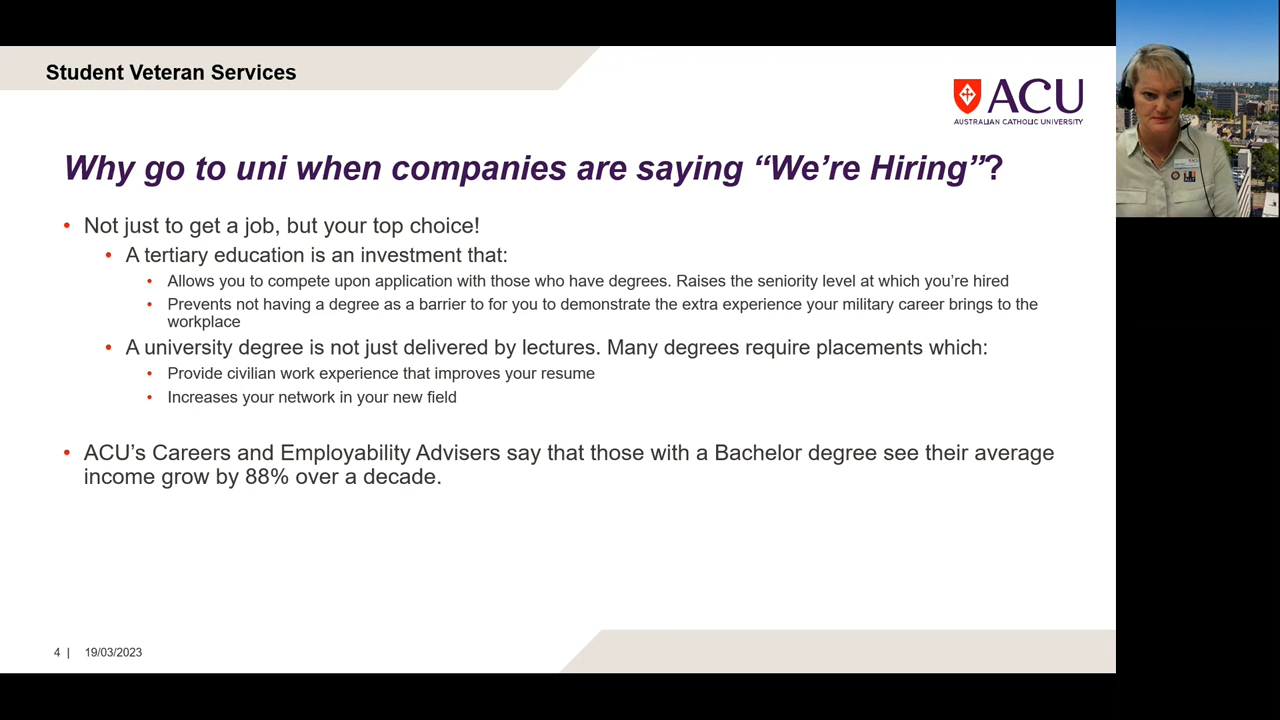 Student Veteran Services
ACU
AUSTRALIAN CATHOLIC UNIVERSITY
Why go to uni when companies are saying “We’re Hiring”?
• Not just to get a job, but your top choice!
• A tertiary education is an investment that:
• Allows you to compete upon application with those who have degrees. Raises the seniority level at which you’re hired
• Prevents not having a degree as a barrier to for you to demonstrate the extra experience your military career brings to the
workplace
• A university degree is not just delivered by lectures. Many degrees require placements which:
• Provide civilian work experience that improves your resume
• Increases your network in your new field
• ACU’s Careers and Employability Advisers say that those with a Bachelor degree see their average
income grow by 88% over a decade.
4 | 19/03/2023